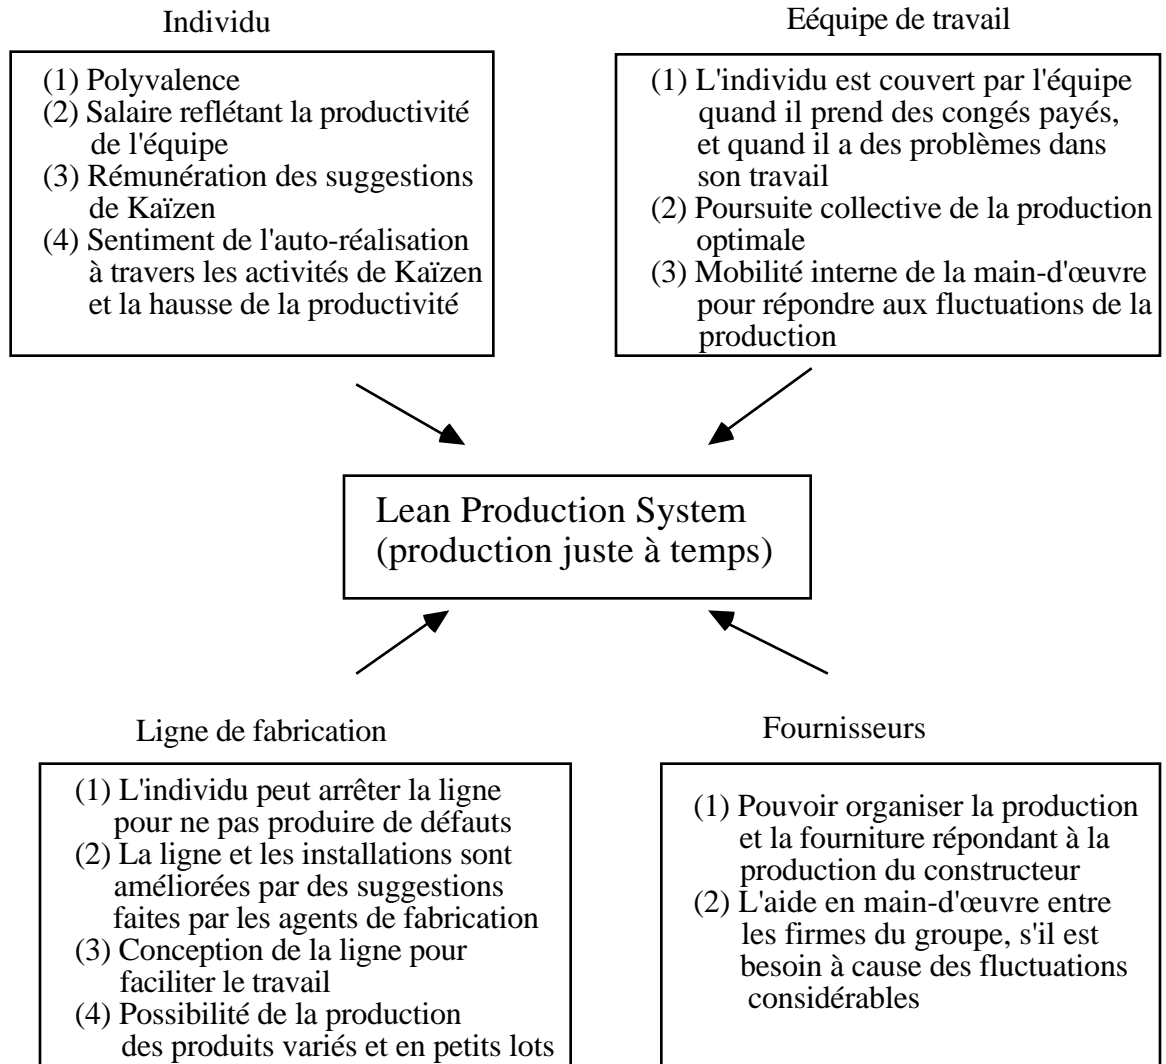 Individu
(1) Polyvalence
(2) Salaire reflétant la productivité
de l'équipe
(3) Rémunération des suggestions
de Kaïzen
(4) Sentiment de l'auto-réalisation
à travers les activités de Kaïzen
et la hausse de la productivité
Eéquipe de travail
(1) L'individu est couvert par l'équipe
quand il prend des congés payés,
et quand il a des problèmes dans
son travail
(2) Poursuite collective de la production
optimale
(3) Mobilité interne de la main-d'œuvre
pour répondre aux fluctuations de la
production
Lean Production System
(production juste à temps)
Ligne de fabrication
(1) L'individu peut arrêter la ligne
pour ne pas produire de défauts
(2) La ligne et les installations sont
améliorées par des suggestions
faites par les agents de fabrication
(3) Conception de la ligne pour
faciliter le travail
(4) Possibilité de la production
des produits variés et en petits lots
Fournisseurs
(1) Pouvoir organiser la production
et la fourniture répondant à la
production du constructeur
(2) L'aide en main-d'œuvre entre
les firmes du groupe, s'il est
besoin à cause des fluctuations
considérables